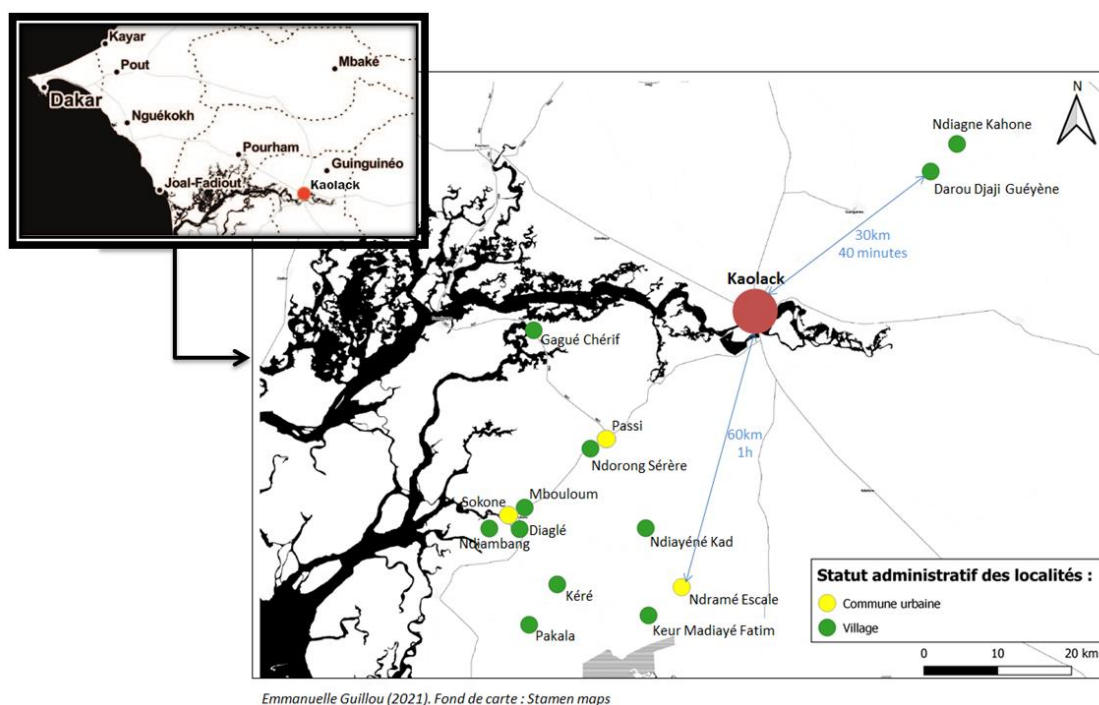 Kayar
Pout
Mbaké
Dakar
Nguékokh
Pourham
Guinguinéo
Joal-Fadiout
Kaolack
N
Ndiagne Kahone
Darou Djaji Guéyène
30km
40 minutes
Kaolack
Gagué Chérif
Passi
60km
1h
Ndorong Sérère
Mbouloum
Sokone
Diaglé
Ndiambang
Ndiayéné Kad
Kéré
Ndramé Escale
Pakala
Keur Madiayé Fatim
Statut administratif des localités :
Commune urbaine
Village
0 10 20 km
Emmanuelle Guillou (2021). Fond de carte : Stamen maps